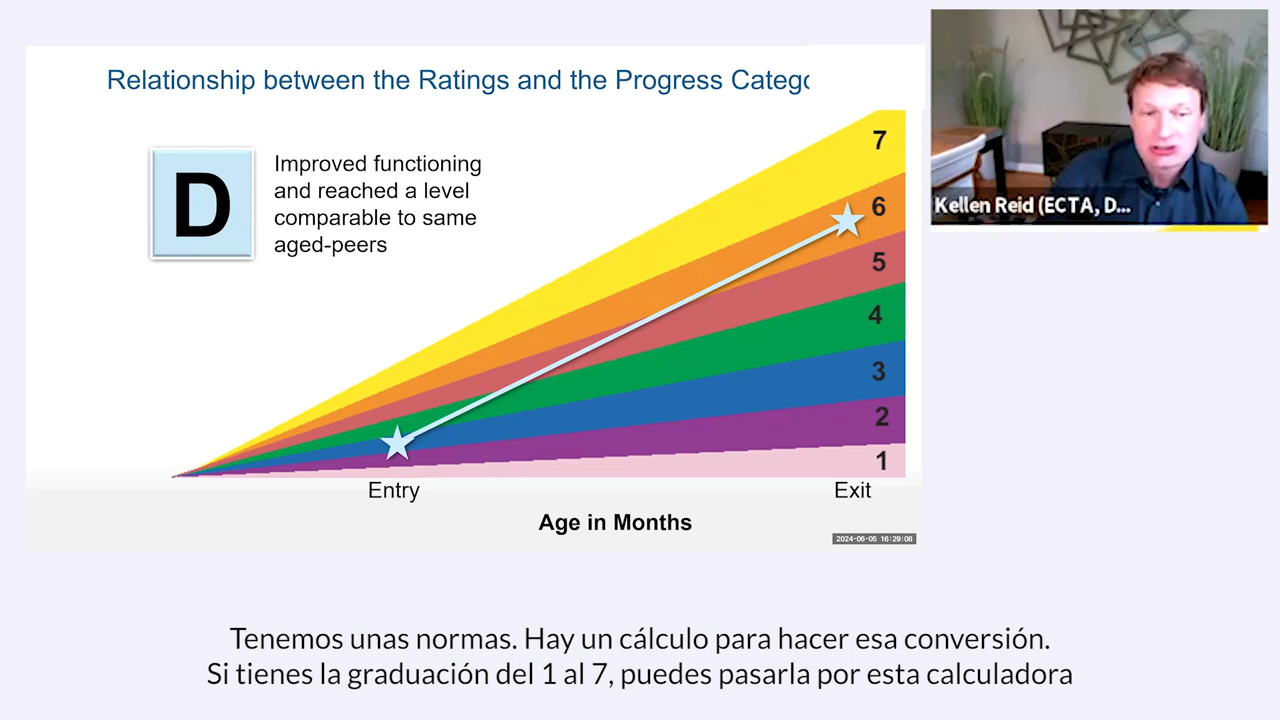 Relationship between the Ratings and the Progress Catego
D
Improved functioning
and reached a level
comparable to same
aged-peers
7
6
5
4
3
2
1
Entry
Exit
Age in Months
2024-06-05 16:29:08
Kellen Reid (ECTA, D...
Tenemos unas normas. Hay un cálculo para hacer esa conversión.
Si tienes la graduación del 1 al 7, puedes pasarla por esta calculadora